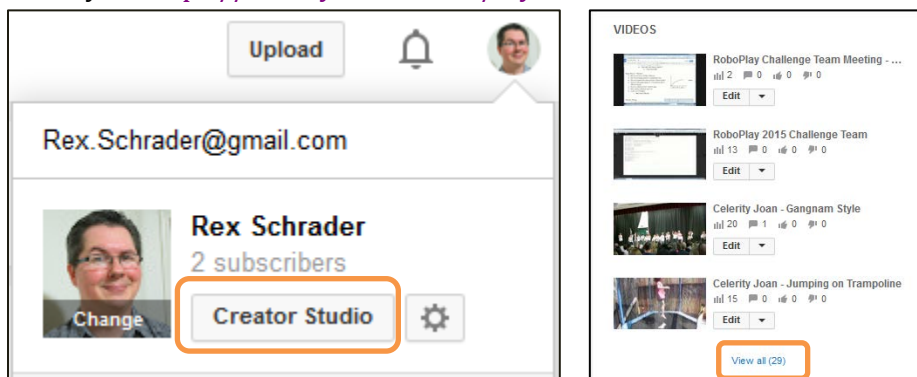 Upload
Rex.Schrader@gmail.com
Rex Schrader
2 subscribers
Change
Creator Studio
VIDEOS
RoboPlay Challenge Team Meeting - ...
2 0 0 0
Edit
RoboPlay 2015 Challenge Team
13 0 0 0
Edit
Celerity Joan - Gangnam Style
20 1 0 0
Edit
Celerity Joan - Jumping on Trampoline
15 0 0 0
Edit
View all (29)